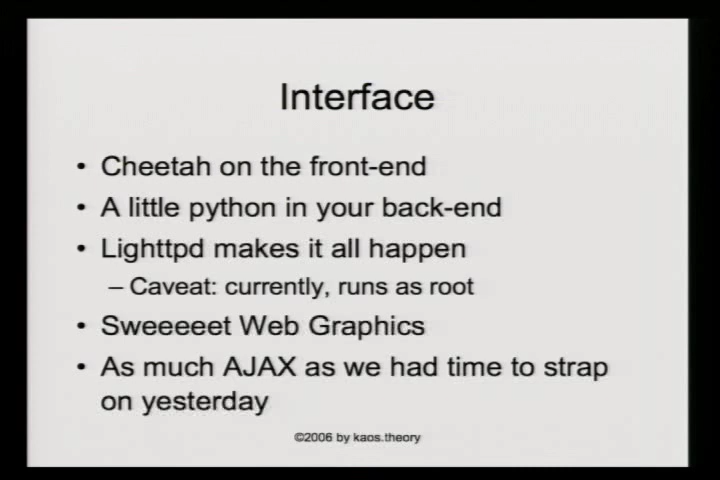 Interface
• Cheetah on the front-end
• A little python in your back-end
• Lighttpd makes it all happen
– Caveat: currently, runs as root
• Sweeeeet Web Graphics
• As much AJAX as we had time to strap
on yesterday
©2006 by kaos.theory